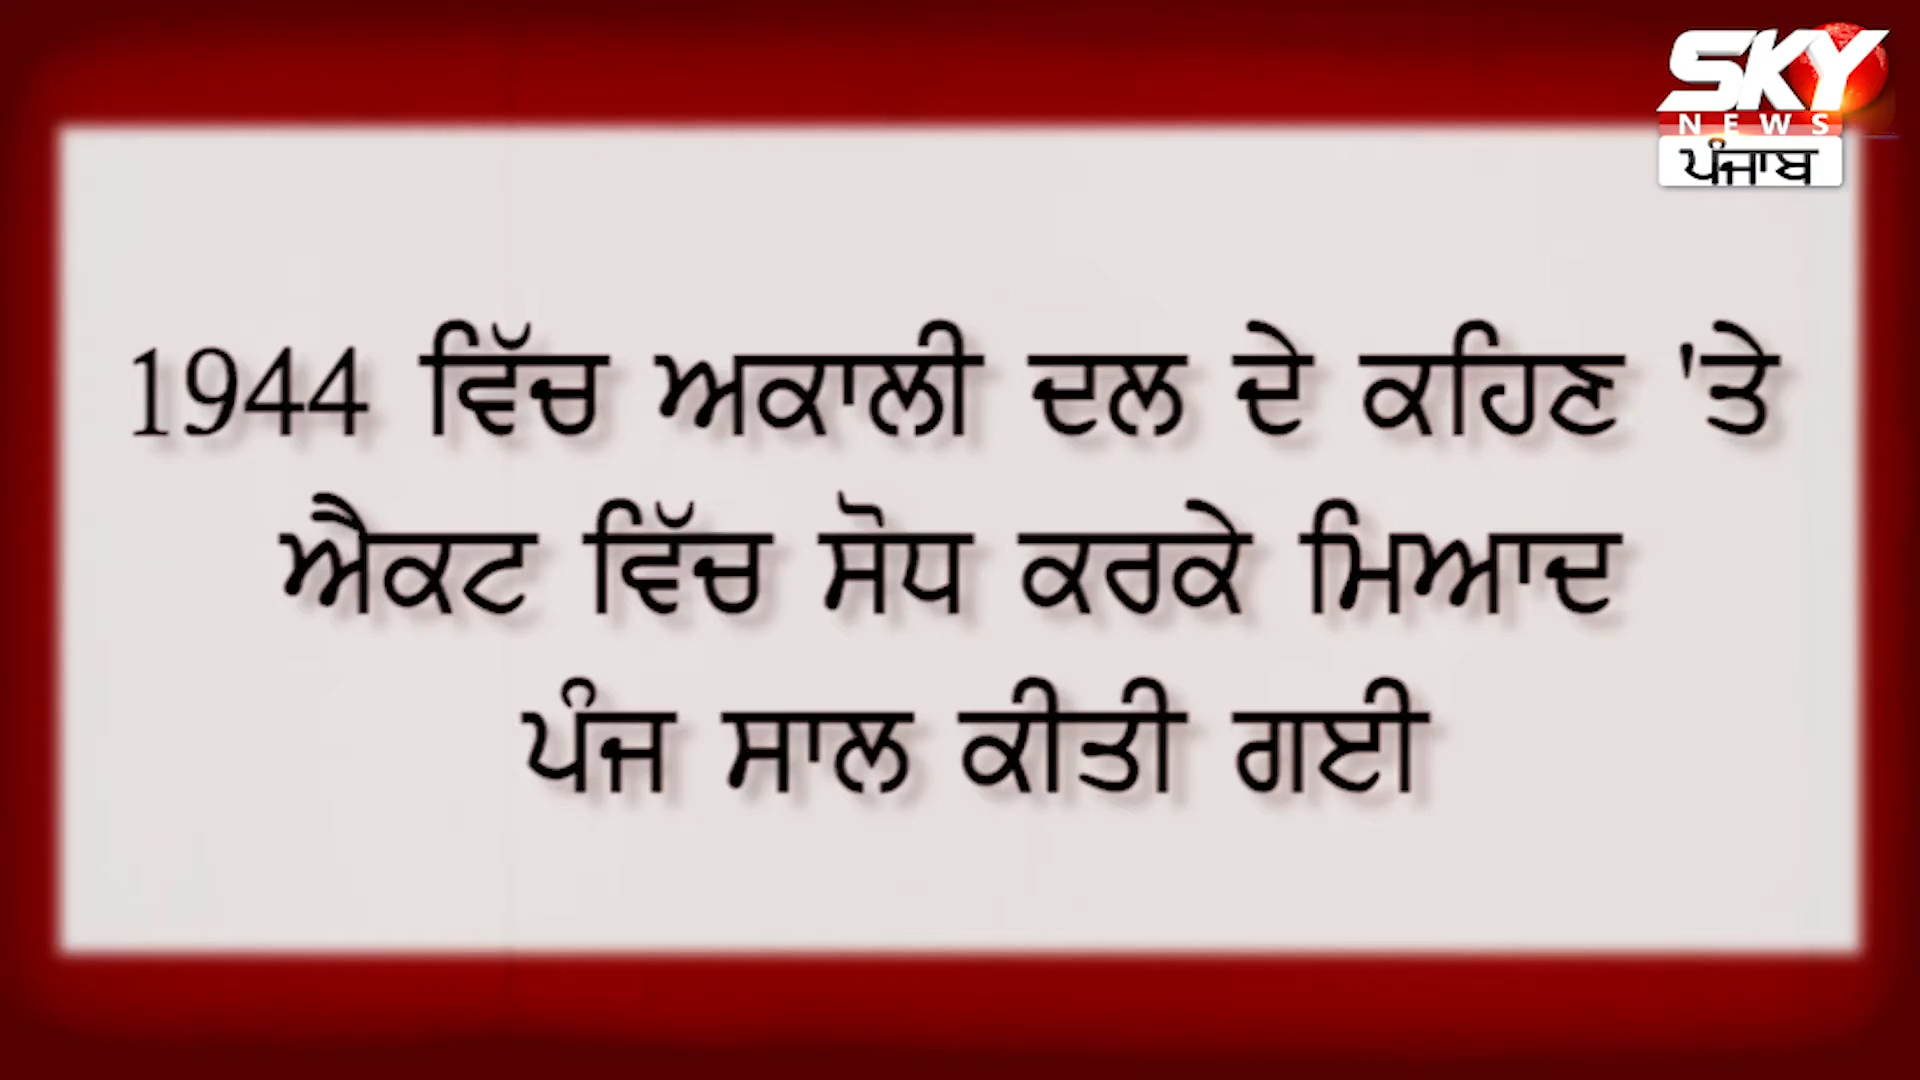 SKY
NEWS
ਪੰਜਾਬ
1944 ਵਿੱਚ ਅਕਾਲੀ ਦਲ ਦੇ ਕਹਿਣ 'ਤੇ
ਐਕਟ ਵਿੱਚ ਸੋਧ ਕਰਕੇ ਮਿਆਦ
ਪੰਜ ਸਾਲ ਕੀਤੀ ਗਈ